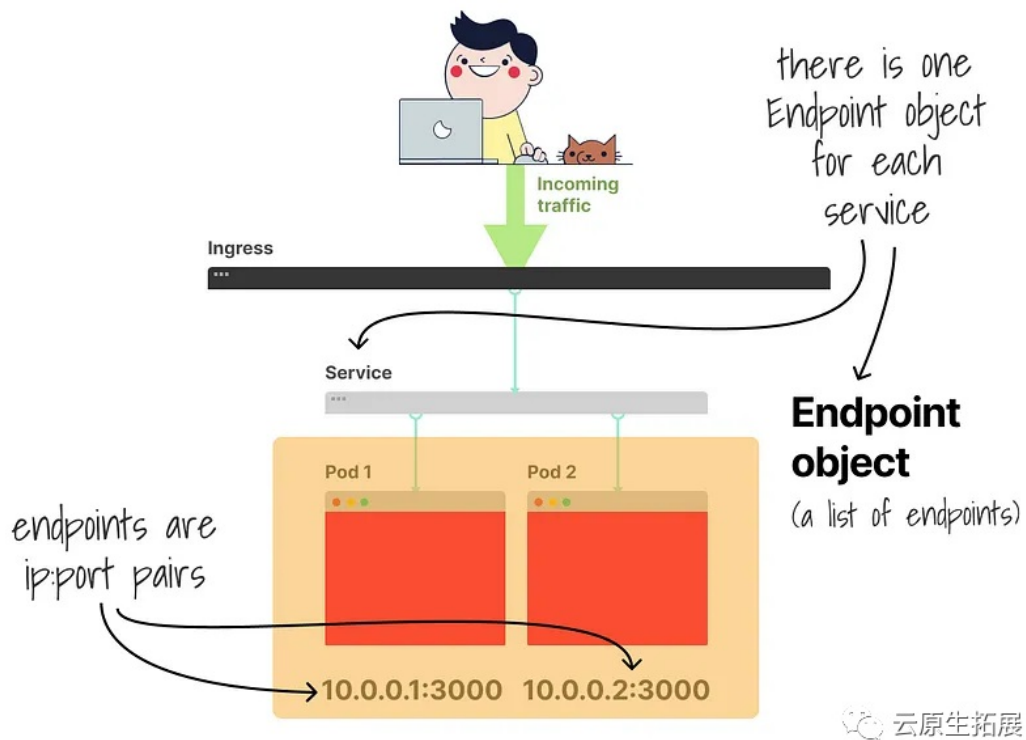 there is one
Endpoint object
for each
service
Incoming
traffic
Ingress
Service
Endpoint
object
(a list of endpoints)
Pod 1
Pod 2
endpoints are
ip:port pairs
10.0.0.1:3000
10.0.0.2:3000
云原生拓展